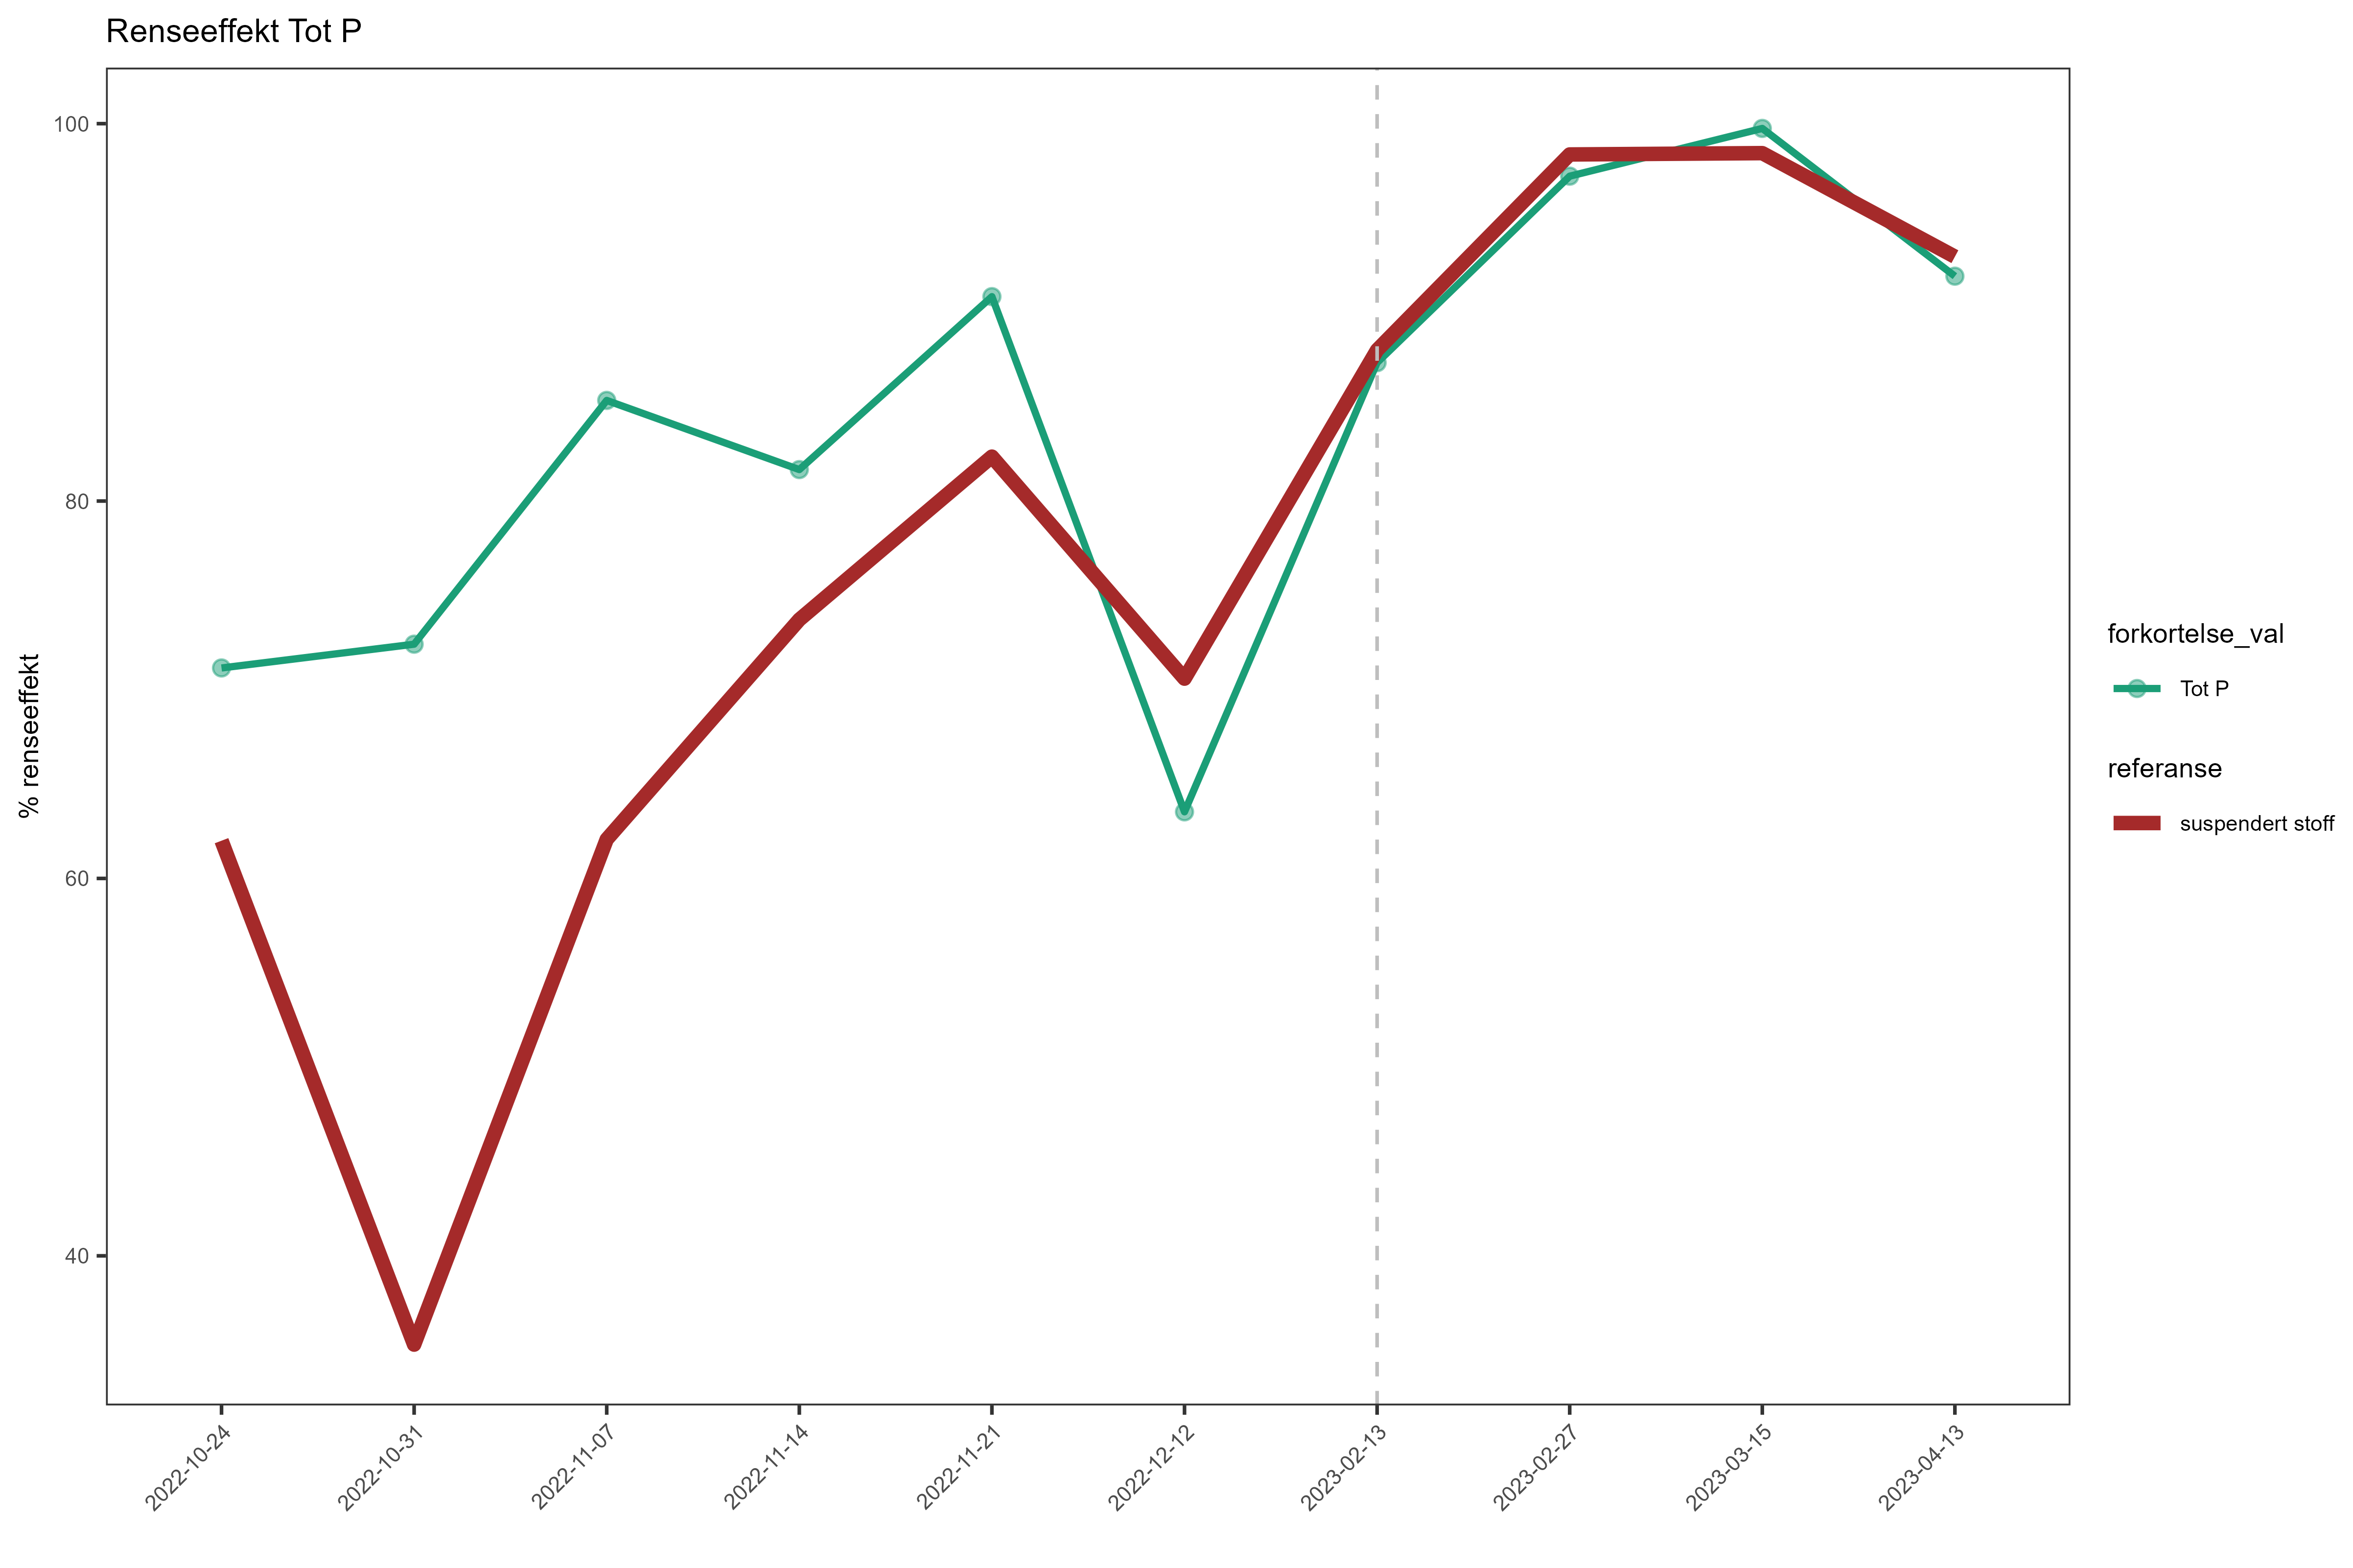 Renseeffekt Tot P
% renseeffekt
100
80
60
40
2022-10-24
2022-10-31
2022-11-07
2022-11-14
2022-11-21
2022-12-12
2023-02-13
2023-02-27
2023-03-15
2023-04-13
forkortelse_val
Tot P
referanse
suspendert stoff